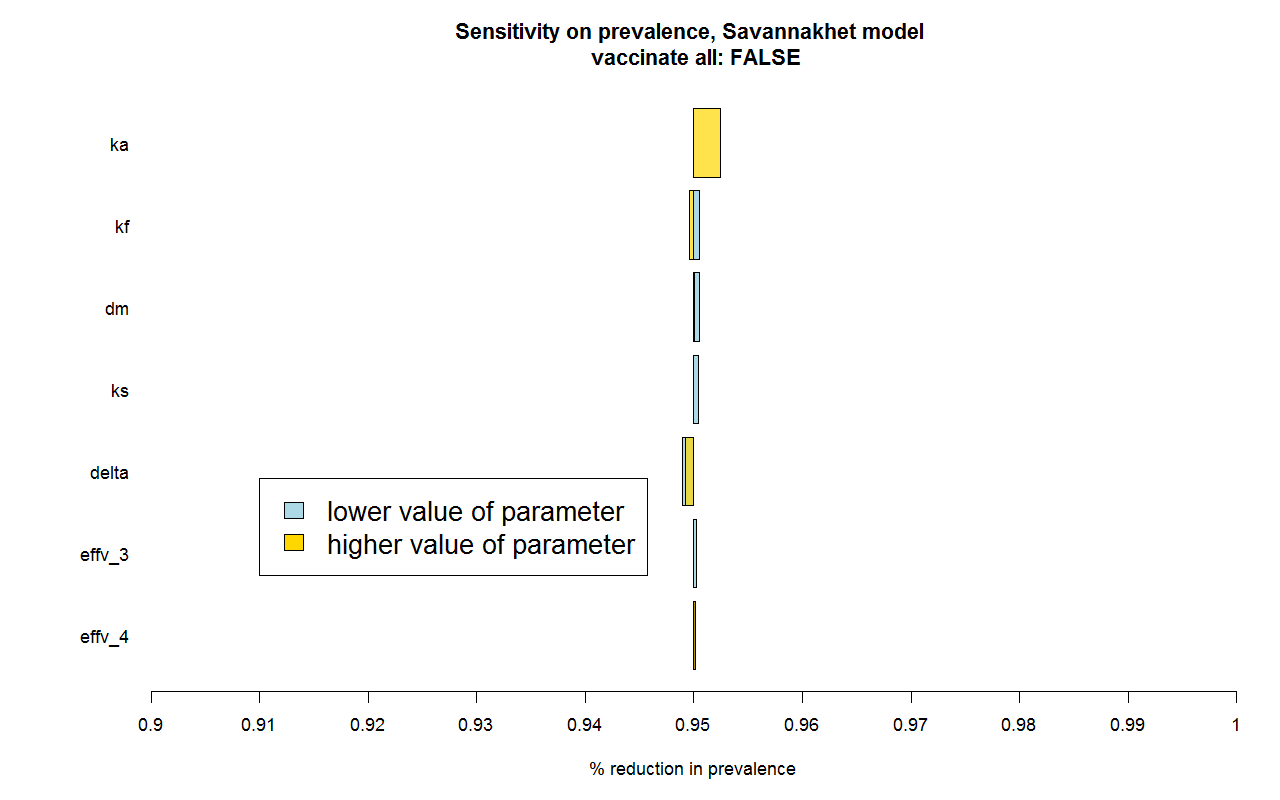 Sensitivity on prevalence, Savannakhet model
vaccinate all: FALSE
ka
kf
dm
ks
delta
lower value of parameter
higher value of parameter
effv_3
effv_4
0.9 0.91 0.92 0.93 0.94 0.95 0.96 0.97 0.98 0.99 1
% reduction in prevalence